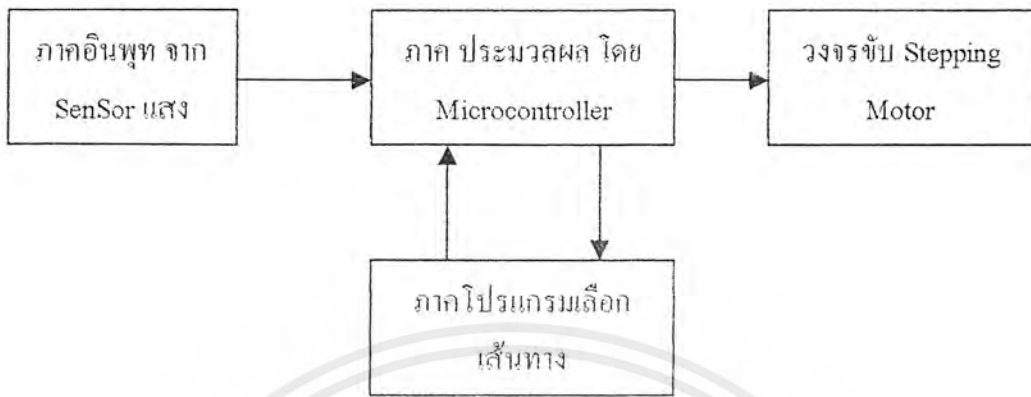 ภาคอินพุท จาก
SenSor แสง
ภาค ประมวลผล โดย
Microcontroller
วงจรขับ Stepping
Motor
ภาคโปรแกรมเลือก
เส้นทาง